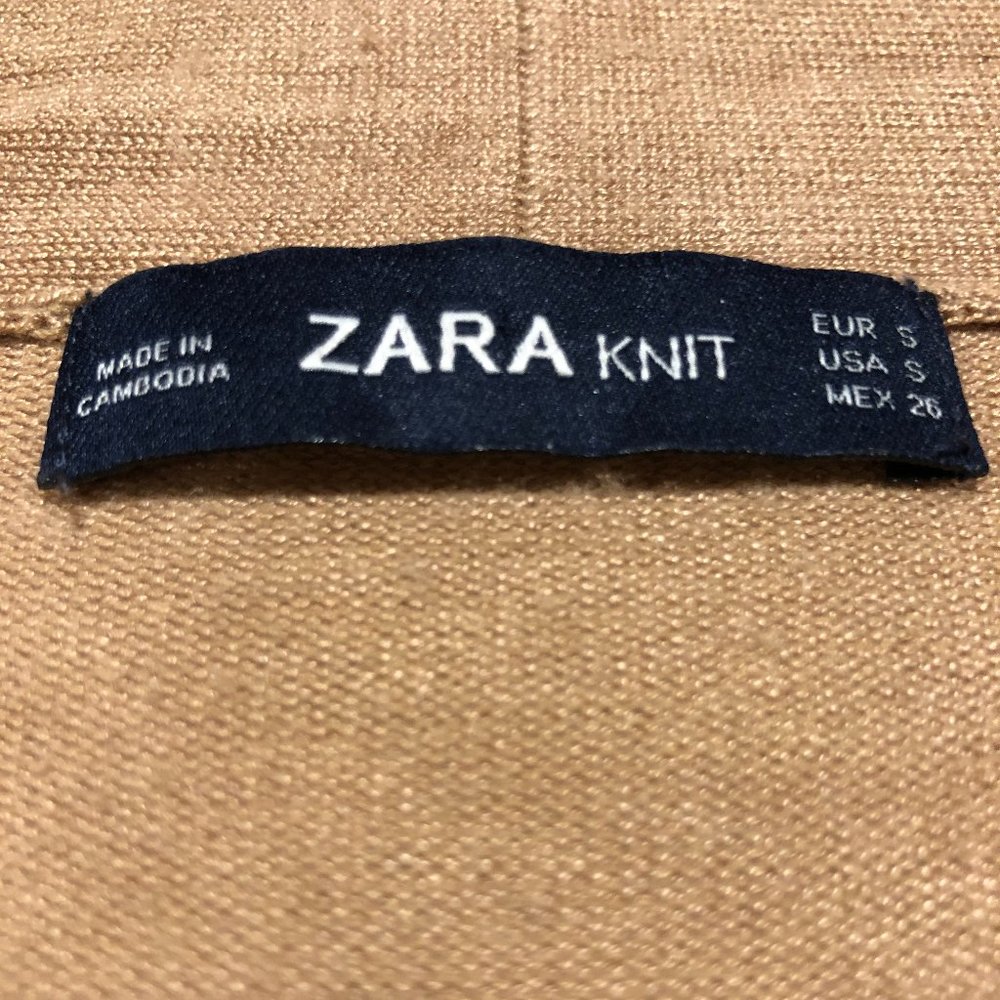 MADE IN
CAMBODIA
ZARA KNIT
EUR S
USA S
MEX 26